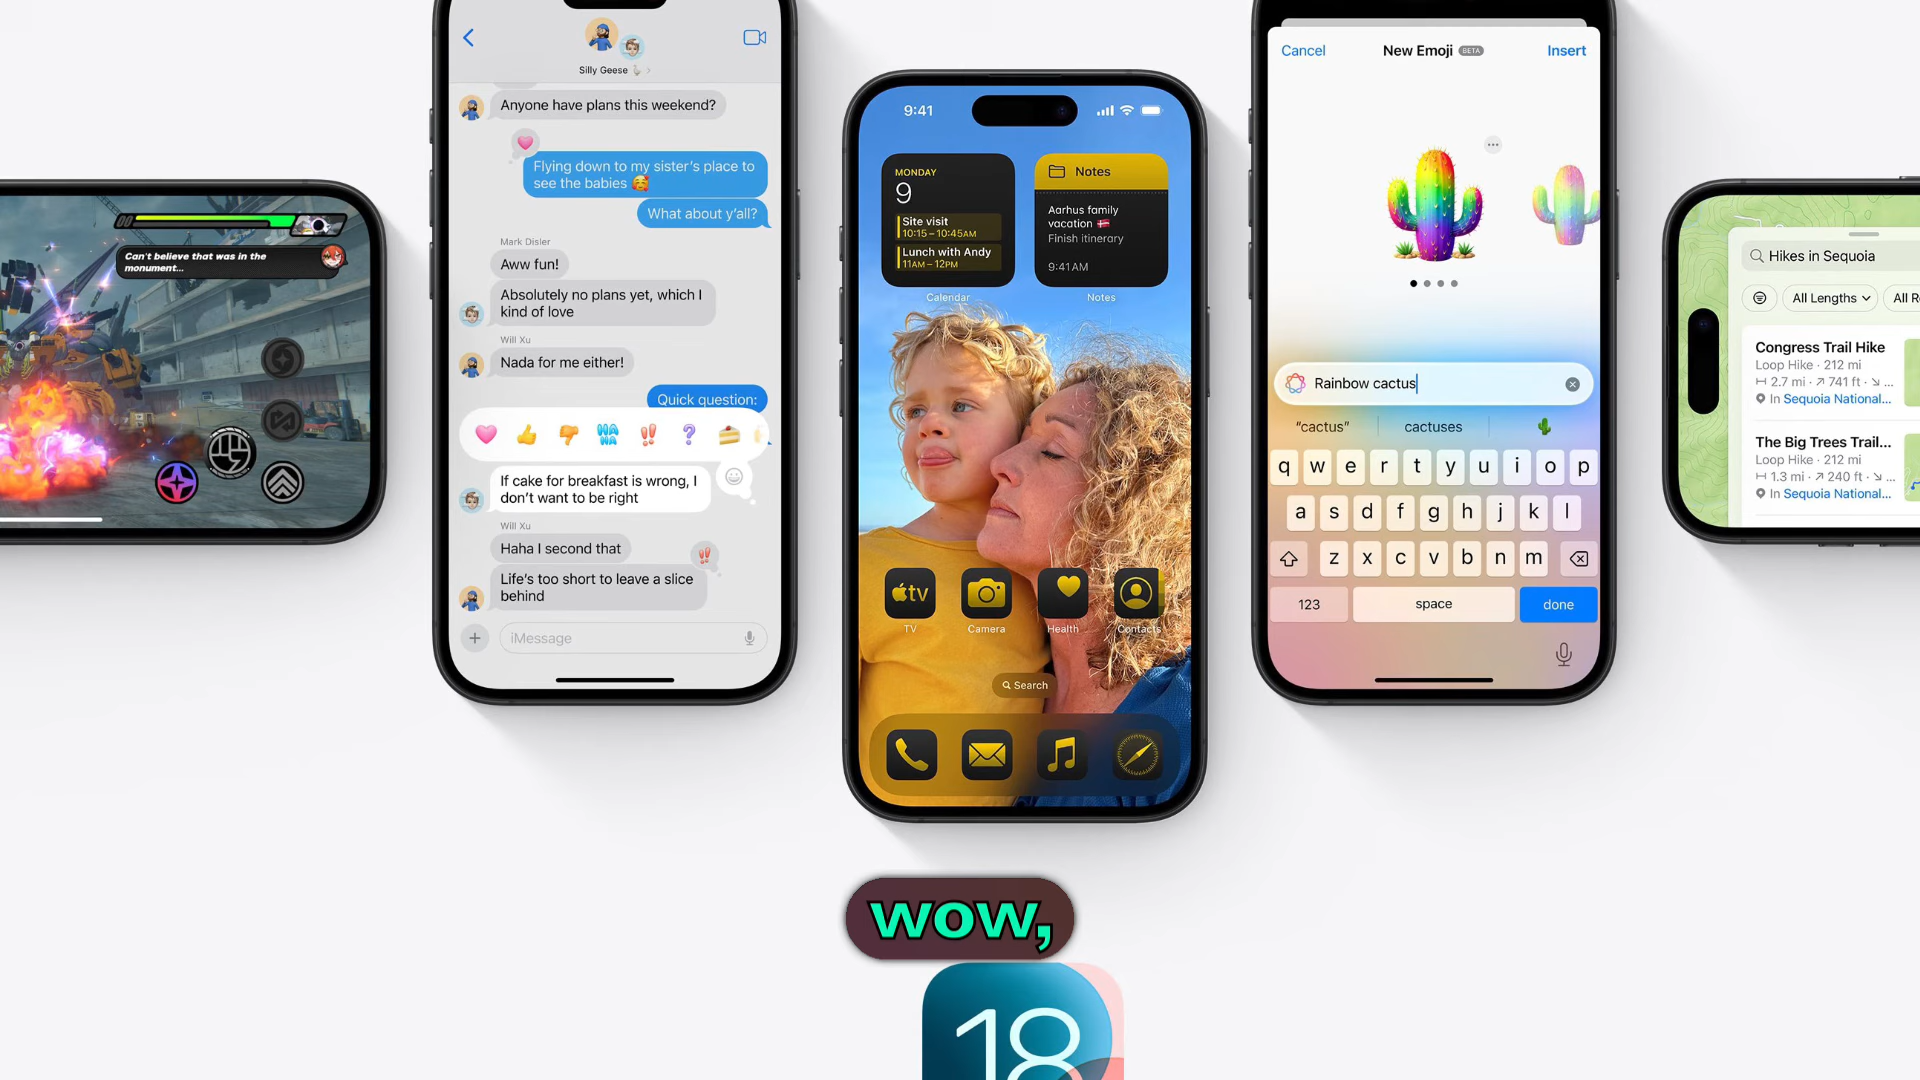 Can't believe that was in the
monument...
Silly Geese
Anyone have plans this weekend?
Flying down to my sister's place to
see the babies 🥰
What about y'all?
Mark Disler
Aww fun!
Absolutely no plans yet, which I
kind of love
Will Xu
Nada for me either!
Quick question:
HA
HA
If cake for breakfast is wrong, I
don't want to be right
Will Xu
Haha I second that
Life's too short to leave a slice
behind
iMessage
9:41
MONDAY
9
Site visit
10:15 – 10:45AM
Lunch with Andy
11AM – 12PM
Calendar
Notes
Aarhus family
vacation 🇩🇰
Finish itinerary
9:41AM
Notes
tv
TV
Camera
Health
Contacts
Search
Cancel
New Emoji BETA
Insert
Rainbow cactus
"cactus" cactuses
q w e r t y u i o p
a s d f g h j k l
z x c v b n m
123 space done
Hikes in Sequoia
All Lengths
All R
Congress Trail Hike
Loop Hike · 212 mi
2.7 mi · 741 ft · ...
In Sequoia National...
The Big Trees Trail...
Loop Hike · 212 mi
1.3 mi · 240 ft · ...
In Sequoia National...
wow,
18